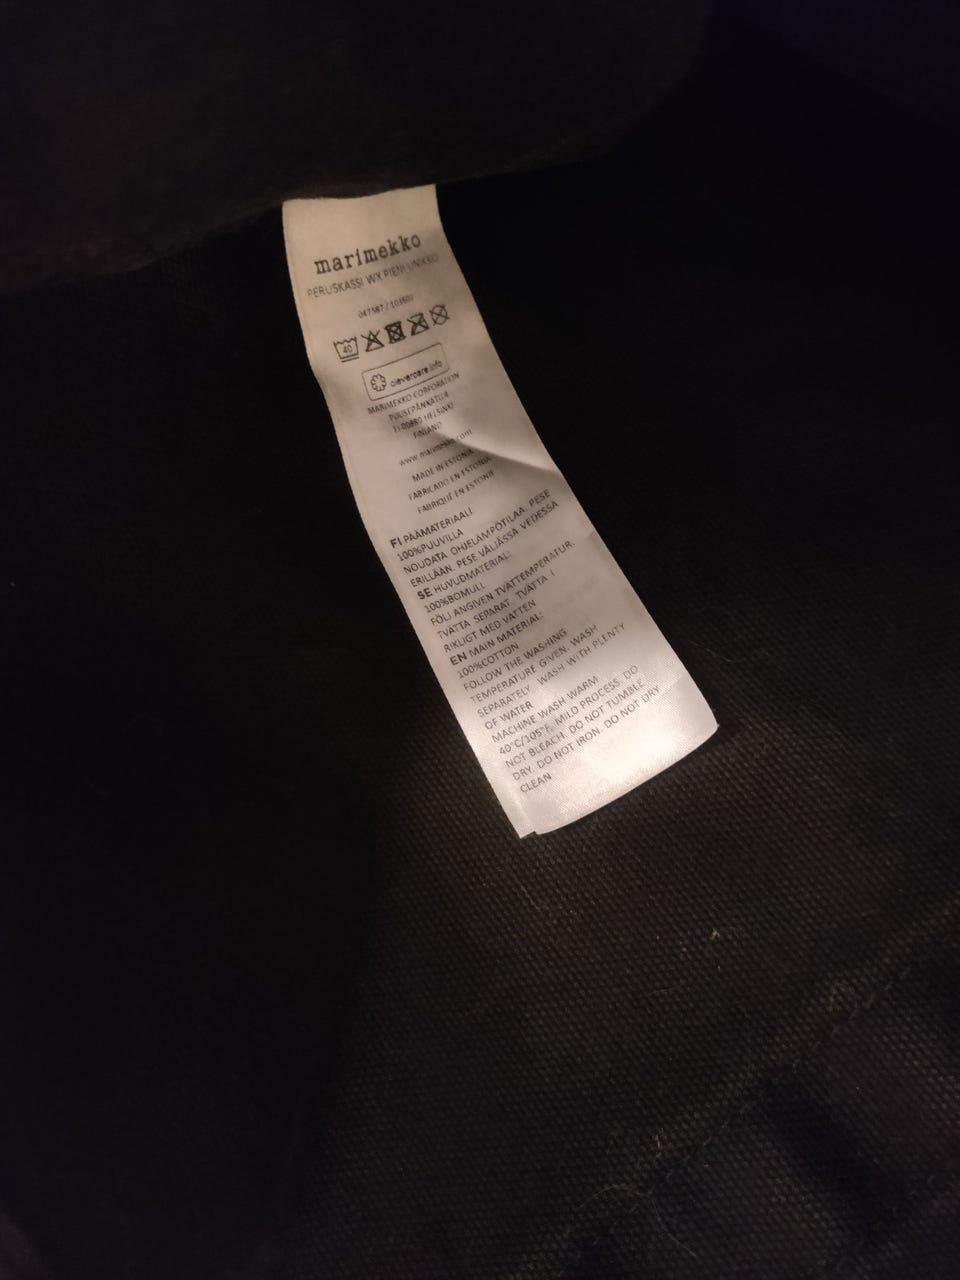 marimekko
PERUSKASSI WX PIENI UNIKKO
40
clevercare.info
MARIMEKKO CORPORATION
PUUSEPÄNKATU 4
FI-00880 HELSINKI
FINLAND
www.marimekko.com
MADE IN ESTONIA
FABRICADO EN ESTONIA
FABRIQUÉ EN ESTONIE
FI PÄÄMATERIAALI:
100%PUUVILLA
NOUDATA OHJELÄMPÖTILAA. PESE
ERILLÄÄN. PESE VÄLJÄSSÄ VEDESSÄ
SE HUVUDMATERIAL:
100%BOMULL
FÖLJ ANGIVEN TVÄTTEMPERATUR.
TVÄTTA SEPARAT. TVÄTTA I
RIKLIGT MED VATTEN
EN MAIN MATERIAL:
100%COTTON
FOLLOW THE WASHING
TEMPERATURE GIVEN. WASH
SEPARATELY. WASH WITH PLENTY
OF WATER
MACHINE WASH WARM
40°C/105°F, MILD PROCESS. DO
NOT BLEACH. DO NOT TUMBLE
DRY. DO NOT IRON. DO NOT DRY
CLEAN